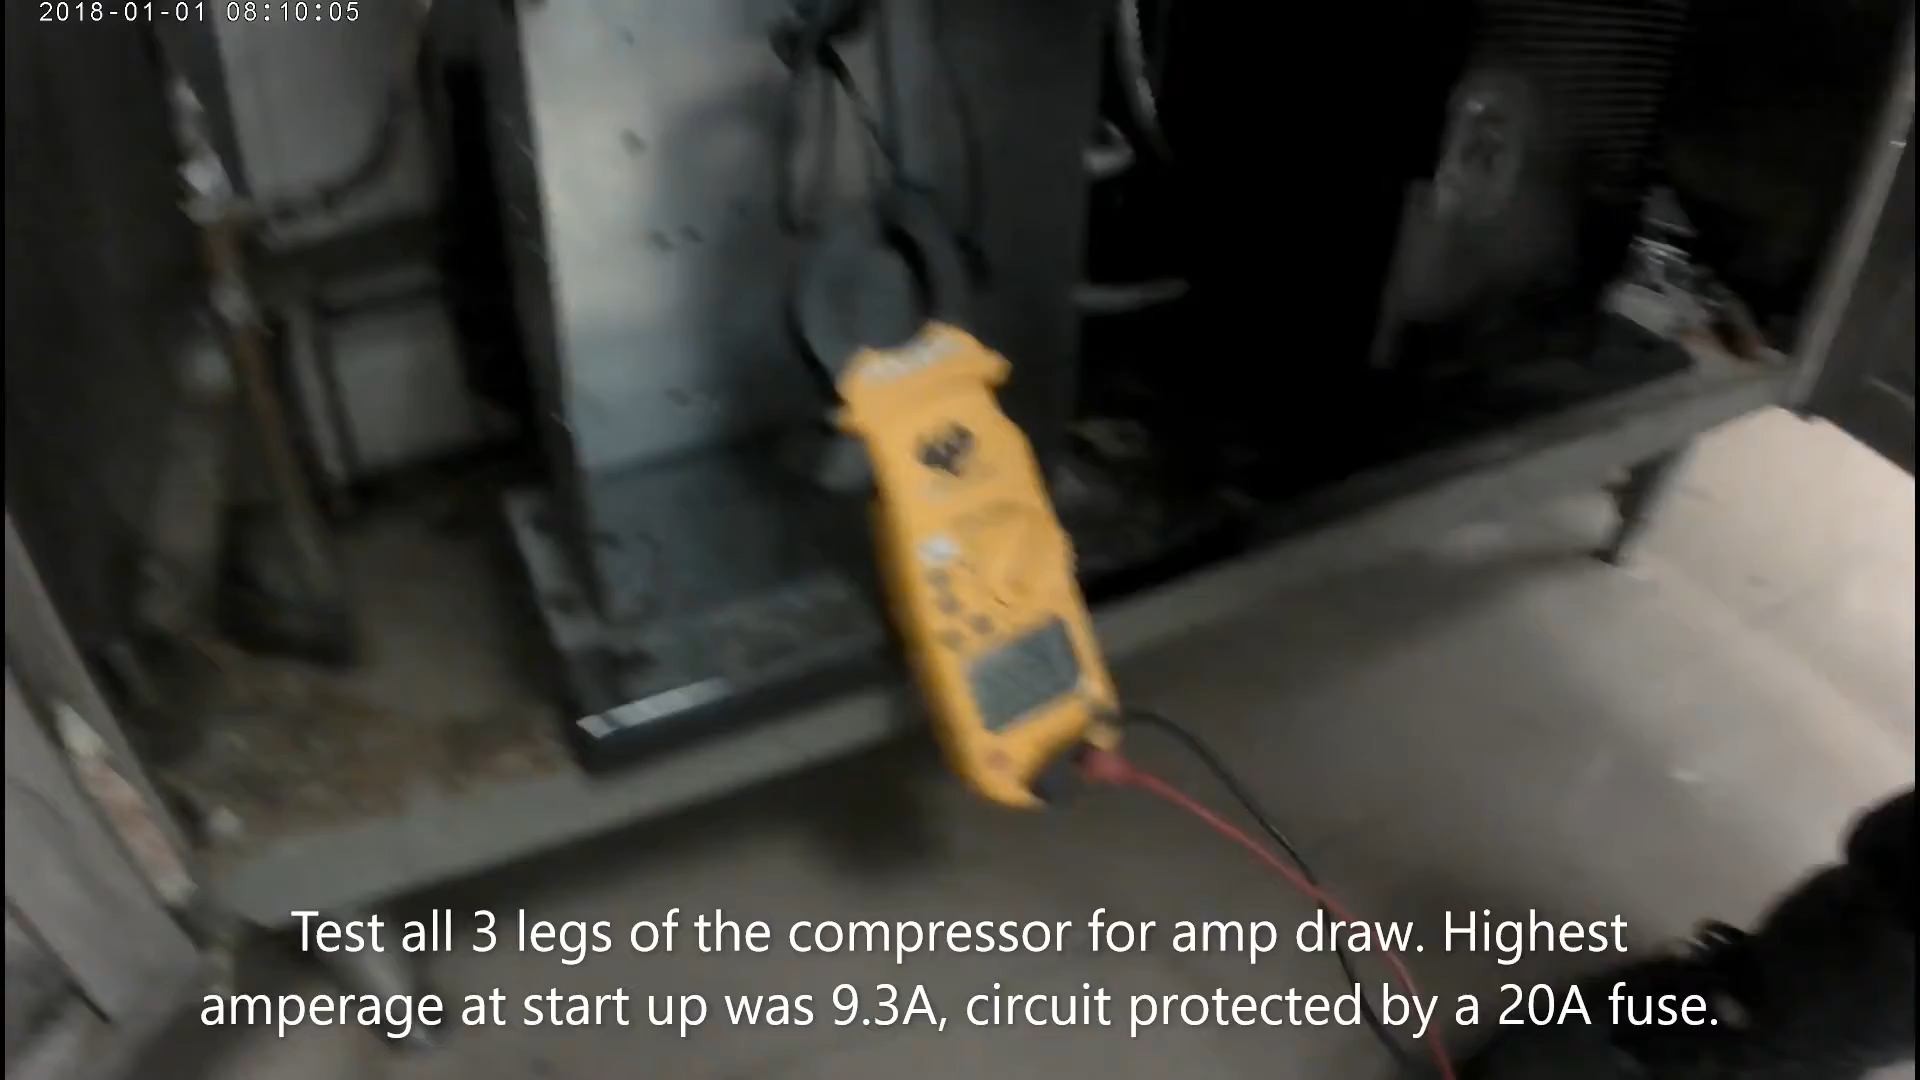 2018-01-01 08:10:05
Test all 3 legs of the compressor for amp draw. Highest
amperage at start up was 9.3A, circuit protected by a 20A fuse.